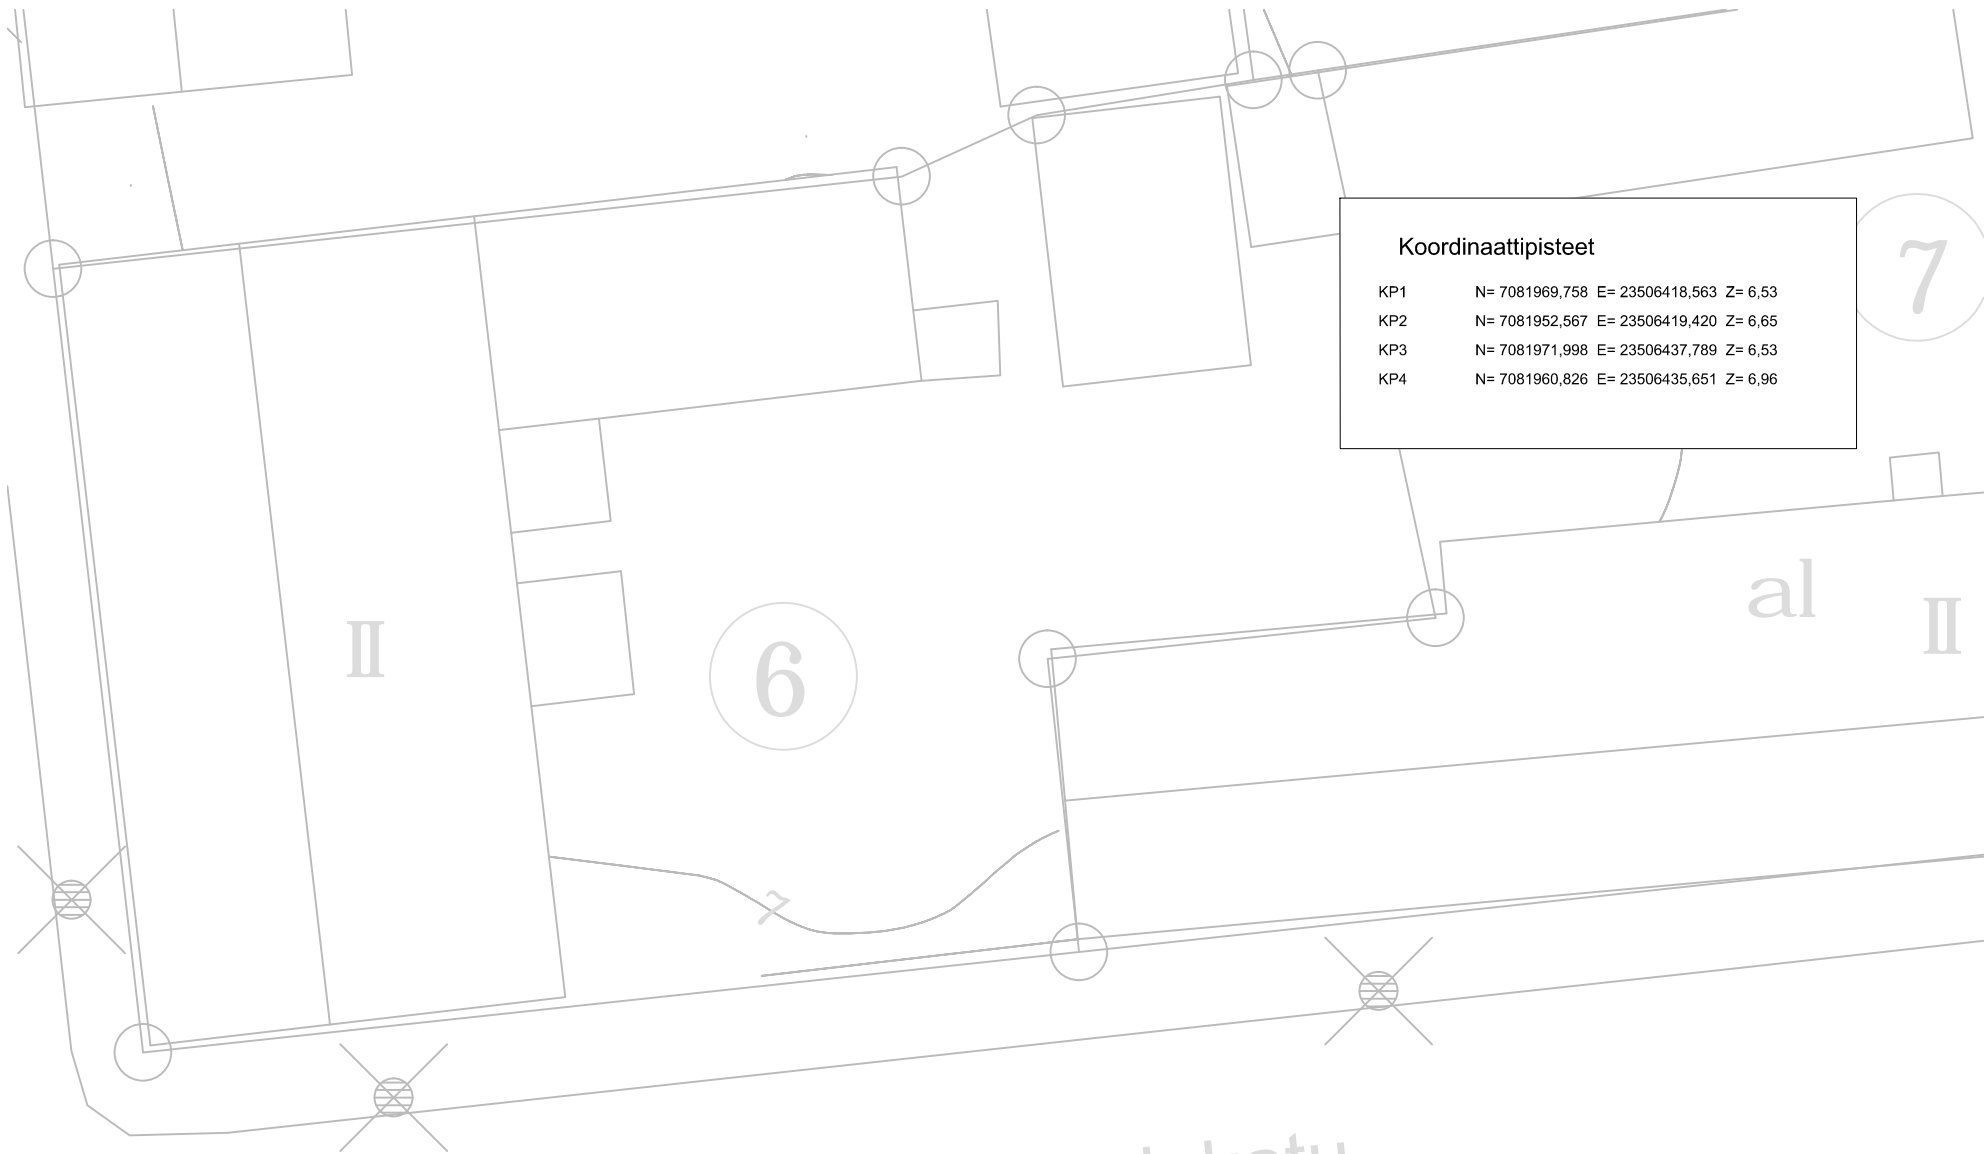 7
Koordinaattipisteet
KP1 N= 7081969,758 E= 23506418,563 Z= 6,53
KP2 N= 7081952,567 E= 23506419,420 Z= 6,65
KP3 N= 7081971,998 E= 23506437,789 Z= 6,53
KP4 N= 7081960,826 E= 23506435,651 Z= 6,96
al
II
II
6
7